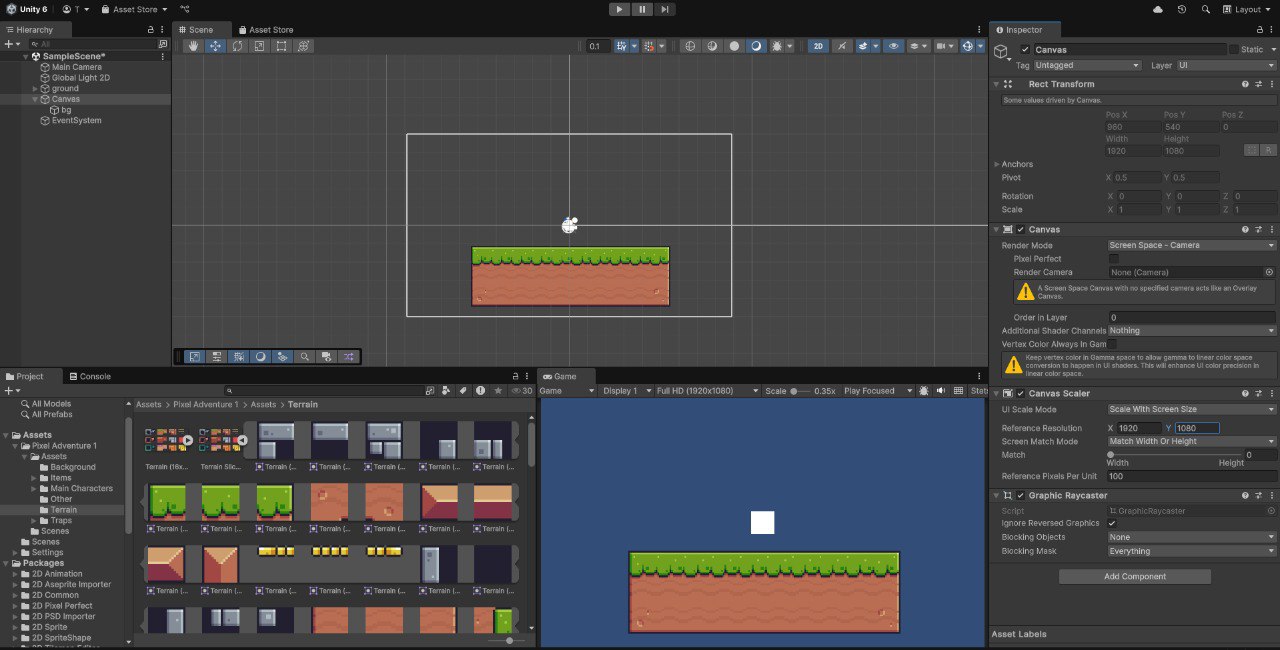 Unity 6 T Asset Store Layout
Hierarchy
All
SampleScene*
Main Camera
Global Light 2D
ground
Canvas
bg
EventSystem
Scene Asset Store
0.1 2D
Inspector
Canvas Static
Tag Untagged Layer UI
Rect Transform
Some values driven by Canvas.
Pos X Pos Y Pos Z
960 540 0
Width Height
1920 1080 R
Anchors
Pivot X 0.5 Y 0.5
Rotation X 0 Y 0 Z 0
Scale X 1 Y 1 Z 1
Canvas
Render Mode Screen Space - Camera
Pixel Perfect
Render Camera None (Camera)
A Screen Space Canvas with no specified camera acts like an Overlay
Canvas.
Order in Layer 0
Additional Shader Channels Nothing
Vertex Color Always In Gam
Keep vertex color in Gamma space to allow gamma to linear color space
conversion to happen in UI shaders. This will enhance UI color precision in
linear color space.
Canvas Scaler
UI Scale Mode Scale With Screen Size
Reference Resolution X 1920 Y 1080
Screen Match Mode Match Width Or Height
Match 0
Width Height
Reference Pixels Per Unit 100
Graphic Raycaster
Script GraphicRaycaster
Ignore Reversed Graphics
Blocking Objects None
Blocking Mask Everything
Add Component
Asset Labels
Project Console
30
All Models
All Prefabs
Assets
Pixel Adventure 1
Assets
Background
Items
Main Characters
Other
Terrain
Traps
Scenes
Scenes
Settings
Packages
2D Animation
2D Aseprite Importer
2D Common
2D Pixel Perfect
2D PSD Importer
2D Sprite
2D SpriteShape
2D Tilemap Editor
Assets > Pixel Adventure 1 > Assets > Terrain
Terrain (16x... Terrain Slic... Terrain (... Terrain (... Terrain (... Terrain (... Terrain (...
Terrain (... Terrain (... Terrain (... Terrain (... Terrain (... Terrain (... Terrain (...
Terrain (... Terrain (... Terrain (... Terrain (... Terrain (... Terrain (... Terrain (...
Game
Game Display 1 Full HD (1920x1080) Scale 0.35x Play Focused Stats